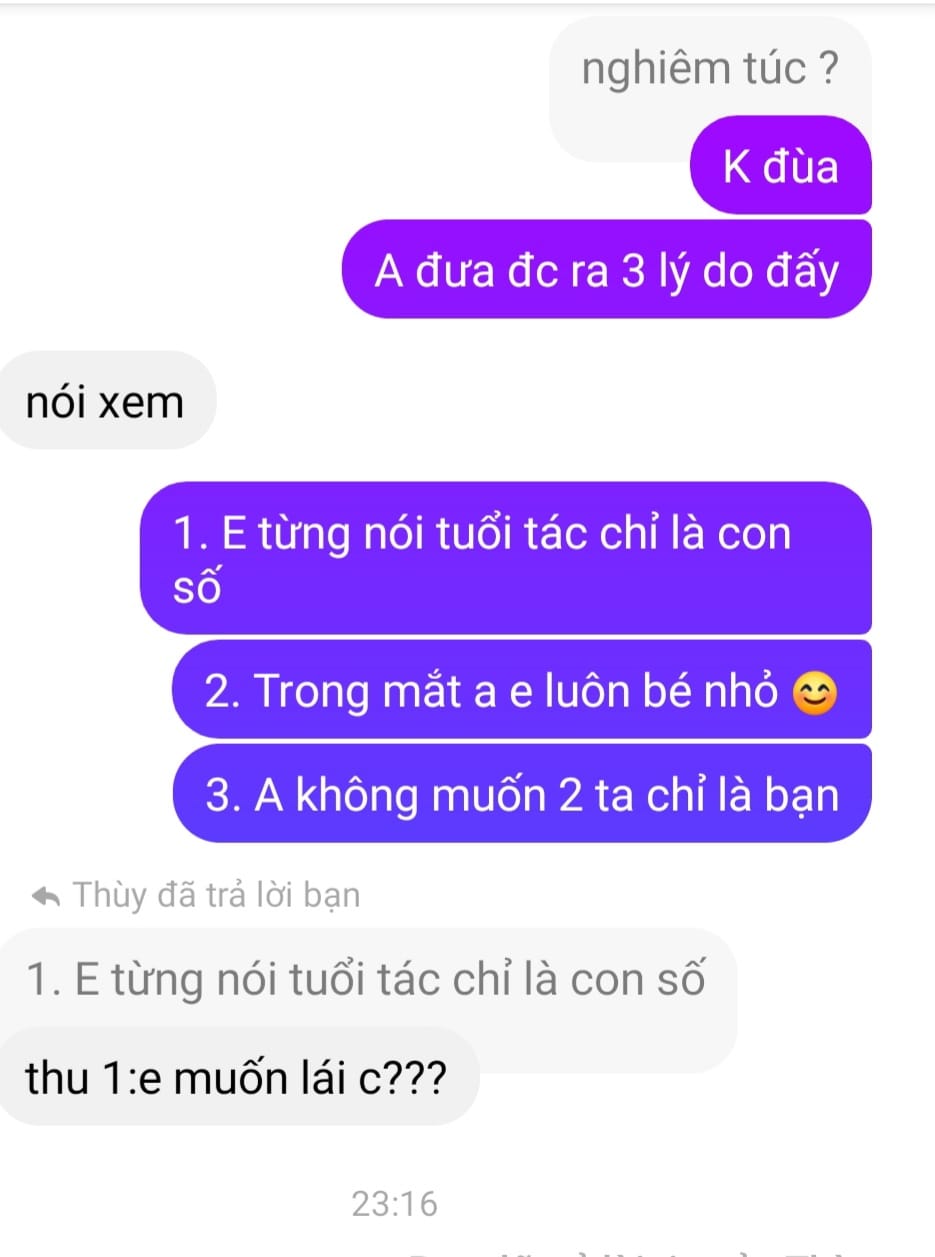 nghiêm túc ?
K đùa
A đưa đc ra 3 lý do đấy
nói xem
1. E từng nói tuổi tác chỉ là con
số
2. Trong mắt a e luôn bé nhỏ 😊
3. A không muốn 2 ta chỉ là bạn
Thùy đã trả lời bạn
1. E từng nói tuổi tác chỉ là con số
thu 1:e muốn lái c???
23:16